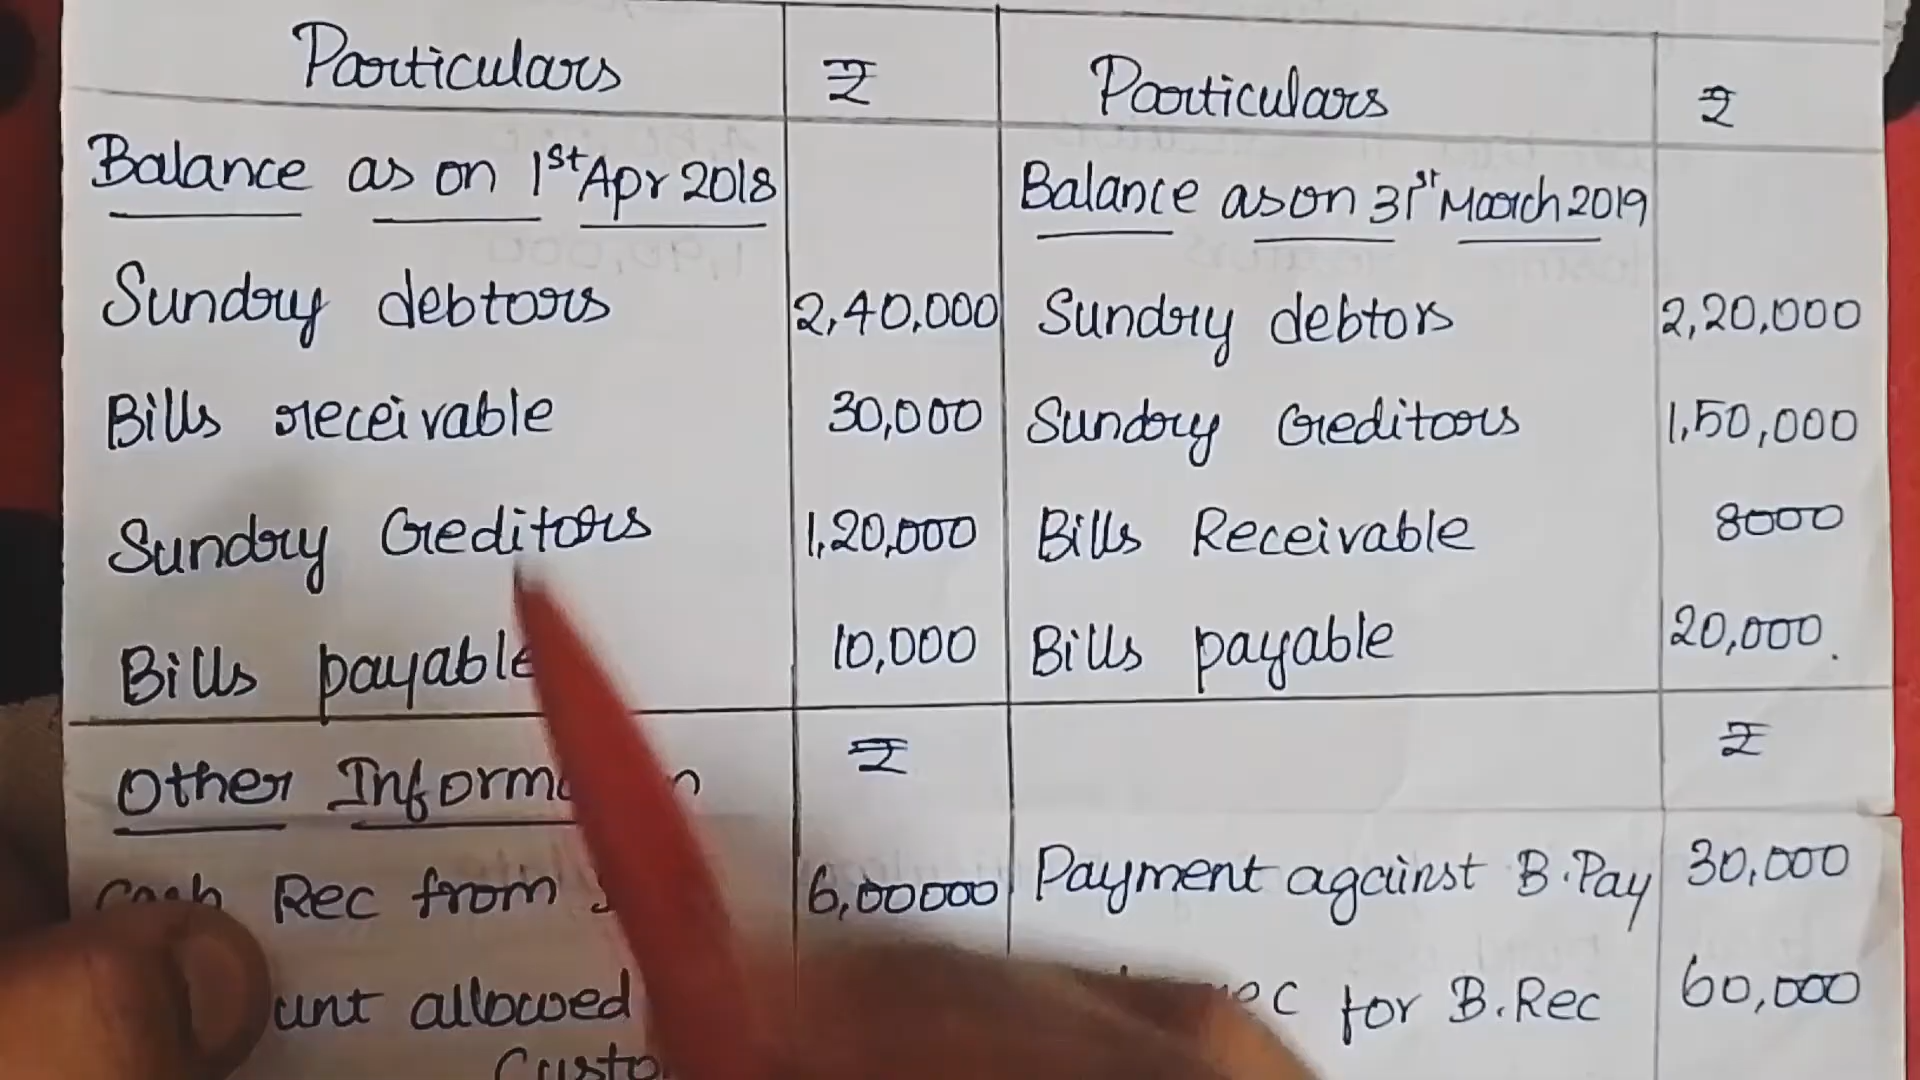 Particulars ₹ Particulars ₹
Balance as on 1st Apr 2018 Balance as on 31st March 2019
Sundry debtors 2,40,000 Sundry debtors 2,20,000
Bills receivable 30,000 Sundry Creditors 1,50,000
Sundry Creditors 1,20,000 Bills Receivable 8000
Bills payable 10,000 Bills payable 20,000.
Other ₹ ₹
Rec from 6,00000 Payment against B.Pay 30,000
allowed for B.Rec 60,000